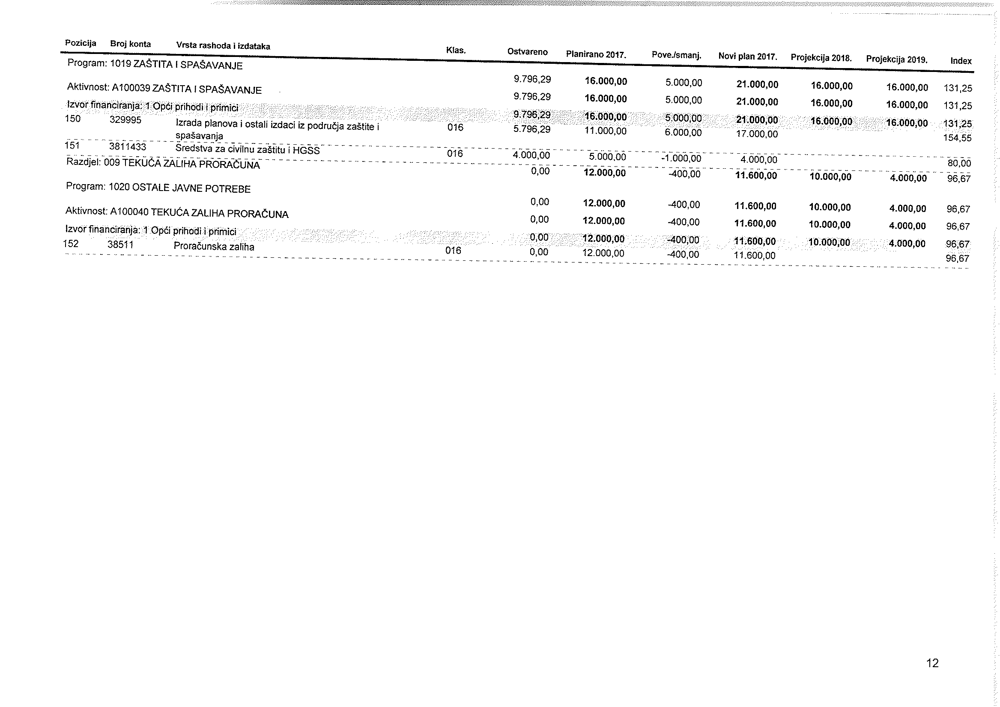 Pozicija Broj konta Vrsta rashoda i izdataka Klas. Ostvareno Planirano 2017. Pove./smanj. Novi plan 2017. Projekcija 2018. Projekcija 2019. Index
Program: 1019 ZAŠTITA I SPAŠAVANJE 9.796,29 16.000,00 5.000,00 21.000,00 16.000,00 16.000,00 131,25
Aktivnost: A100039 ZAŠTITA I SPAŠAVANJE 9.796,29 16.000,00 5.000,00 21.000,00 16.000,00 16.000,00 131,25
Izvor financiranja: 1 Opći prihodi i primici 9.796,29 16.000,00 5.000,00 21.000,00 16.000,00 16.000,00 131,25
150 329995 Izrada planova i ostali izdaci iz područja zaštite i 016 5.796,29 11.000,00 6.000,00 17.000,00 154,55
spašavanja
151 3811433 Sredstva za civilnu zaštitu i HGSS 016 4.000,00 5.000,00 -1.000,00 4.000,00 80,00
Razdjel: 009 TEKUĆA ZALIHA PRORAČUNA 0,00 12.000,00 -400,00 11.600,00 10.000,00 4.000,00 96,67
Program: 1020 OSTALE JAVNE POTREBE 0,00 12.000,00 -400,00 11.600,00 10.000,00 4.000,00 96,67
Aktivnost: A100040 TEKUĆA ZALIHA PRORAČUNA 0,00 12.000,00 -400,00 11.600,00 10.000,00 4.000,00 96,67
Izvor financiranja: 1 Opći prihodi i primici 0,00 12.000,00 -400,00 11.600,00 10.000,00 4.000,00 96,67
152 38511 Proračunska zaliha 016 0,00 12.000,00 -400,00 11.600,00 96,67
12